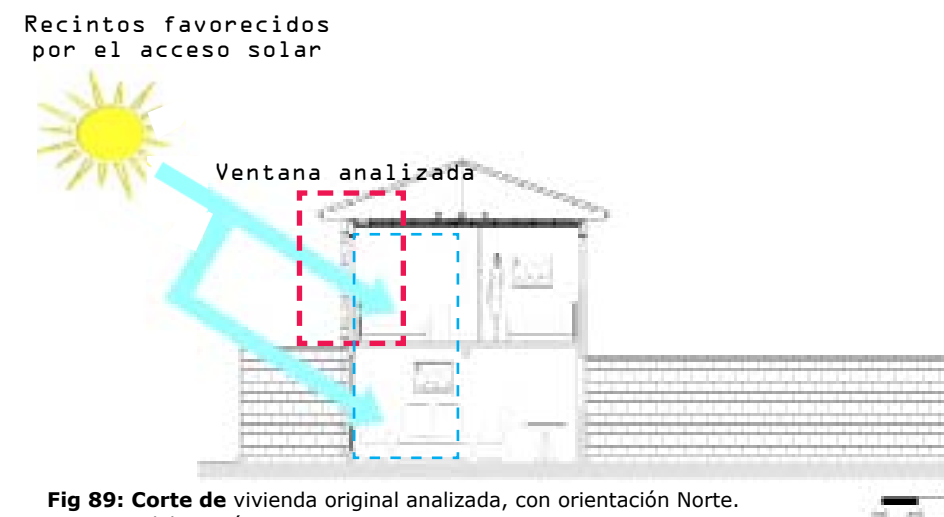 Recintos favorecidos
por el acceso solar
Ventana analizada
Fig 89: Corte de vivienda original analizada, con orientación Norte.